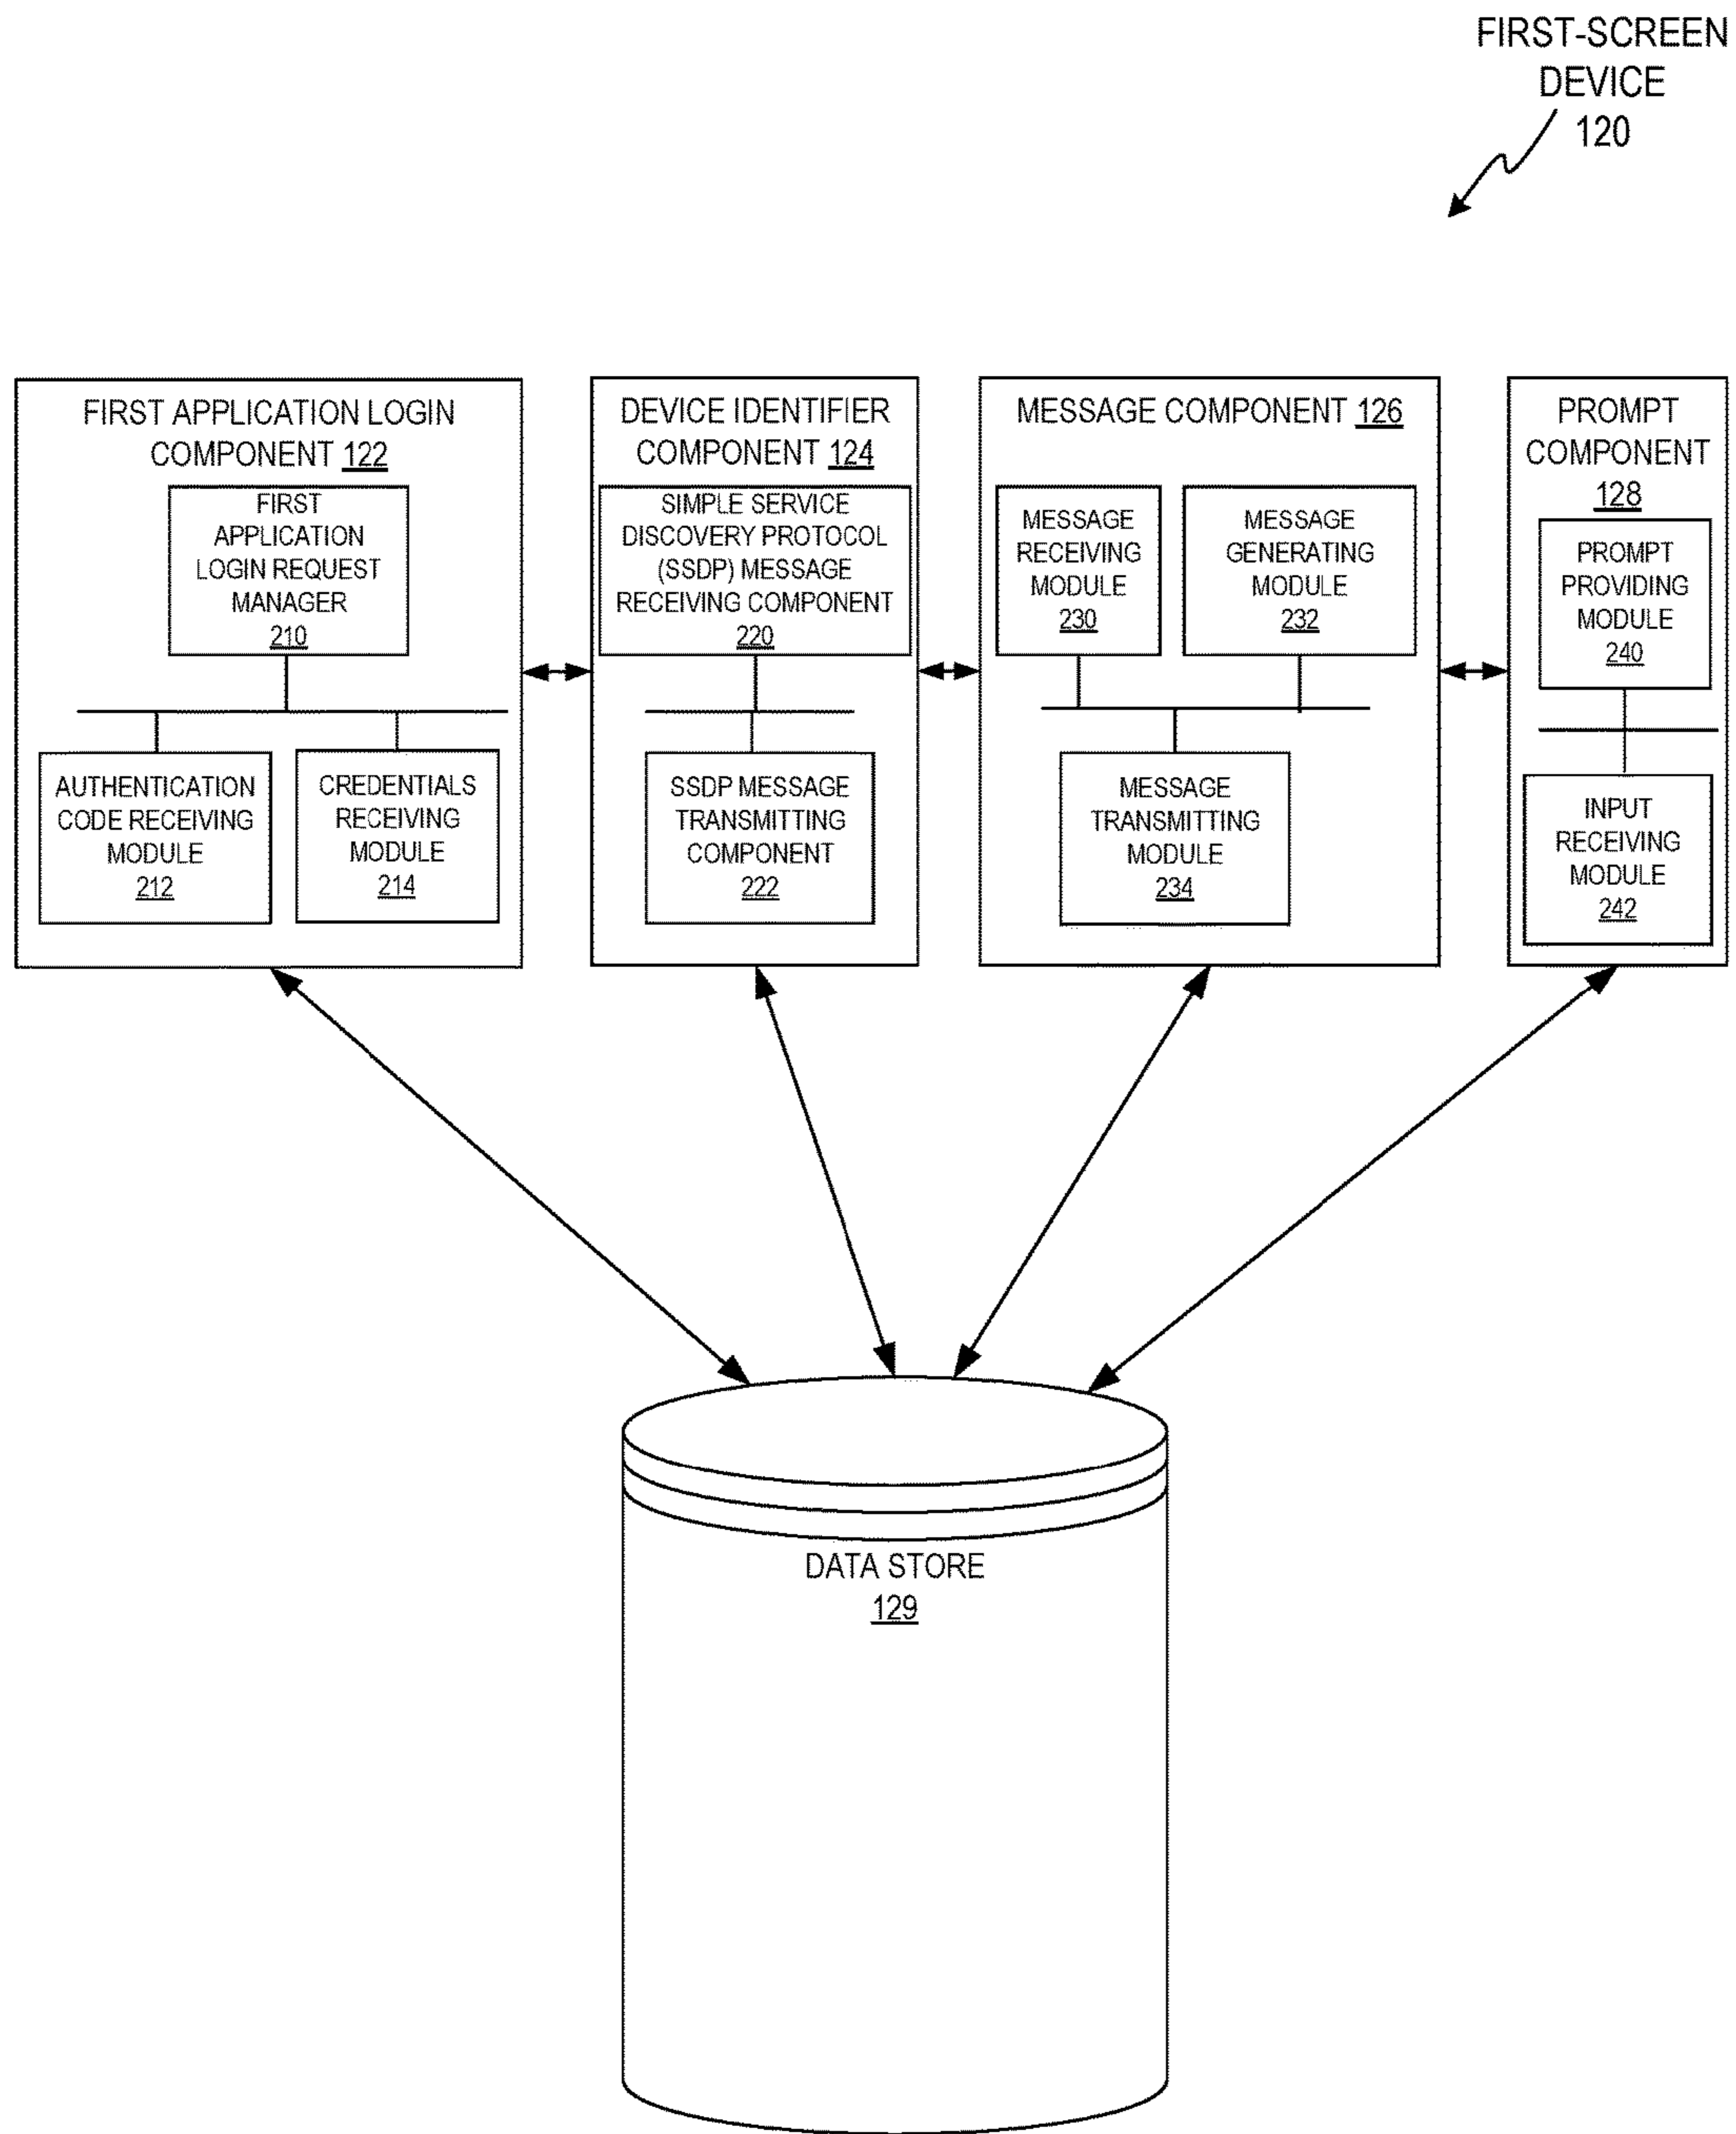 FIRST-SCREEN
DEVICE
120
FIRST APPLICATION LOGIN
COMPONENT 122
FIRST
APPLICATION
LOGIN REQUEST
MANAGER
210
AUTHENTICATION
CODE RECEIVING
MODULE
212
CREDENTIALS
RECEIVING
MODULE
214
DEVICE IDENTIFIER
COMPONENT 124
SIMPLE SERVICE
DISCOVERY PROTOCOL
(SSDP) MESSAGE
RECEIVING COMPONENT
220
SSDP MESSAGE
TRANSMITTING
COMPONENT
222
MESSAGE COMPONENT 126
MESSAGE
RECEIVING
MODULE
230
MESSAGE
GENERATING
MODULE
232
MESSAGE
TRANSMITTING
MODULE
234
PROMPT
COMPONENT
128
PROMPT
PROVIDING
MODULE
240
INPUT
RECEIVING
MODULE
242
DATA STORE
129